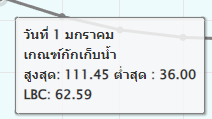 วันที่ 1 มกราคม
เกณฑ์กักเก็บน้ำ
สูงสุด: 111.45 ต่ำสุด : 36.00
LBC: 62.59